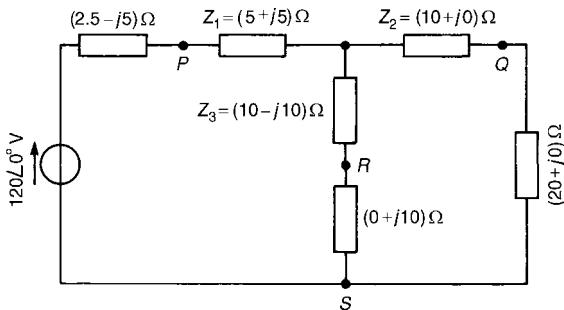 (2.5−j5) Ω
Z₁=(5+j5) Ω
Z₂=(10+j0) Ω
P
Q
Z₃=(10−j10) Ω
120∠0° V
R
(20+j0) Ω
(0+j10) Ω
S